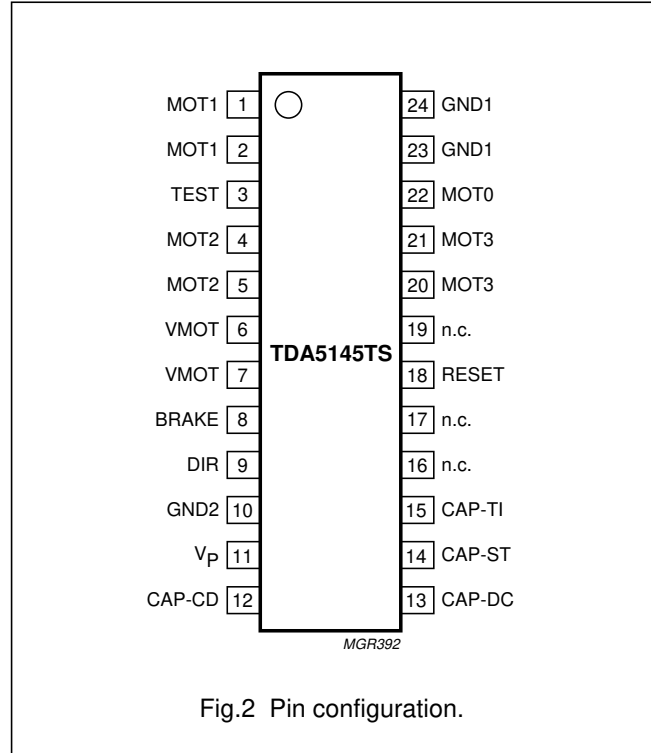 MOT1 1 24 GND1
MOT1 2 23 GND1
TEST 3 22 MOT0
MOT2 4 21 MOT3
MOT2 5 20 MOT3
VMOT 6 19 n.c.
TDA5145TS
VMOT 7 18 RESET
BRAKE 8 17 n.c.
DIR 9 16 n.c.
GND2 10 15 CAP-TI
VP 11 14 CAP-ST
CAP-CD 12 13 CAP-DC
MGR392
Fig.2 Pin configuration.